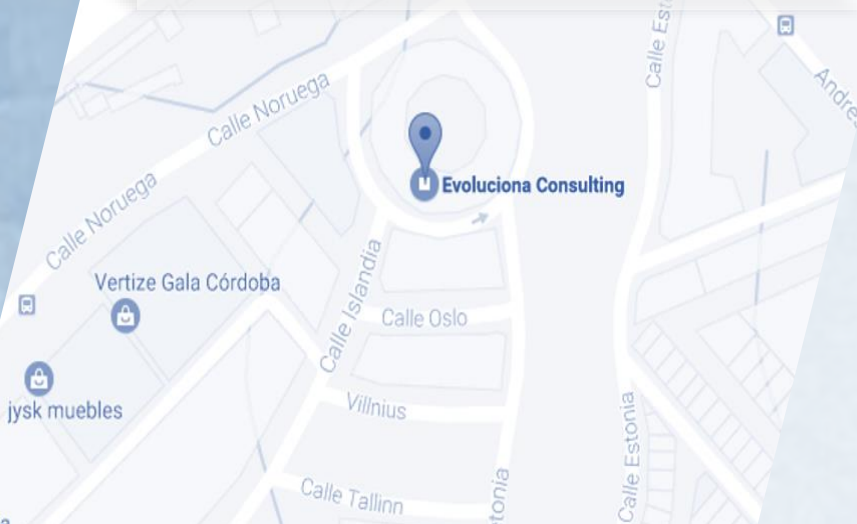 Calle Est
Andre
Calle Noruega
Evoluciona Consulting
Calle Noruega
Vertize Gala Córdoba
Calle Islandia
Calle Oslo
jysk muebles
Villnius
Calle Estonia
Calle Tallinn
tonia